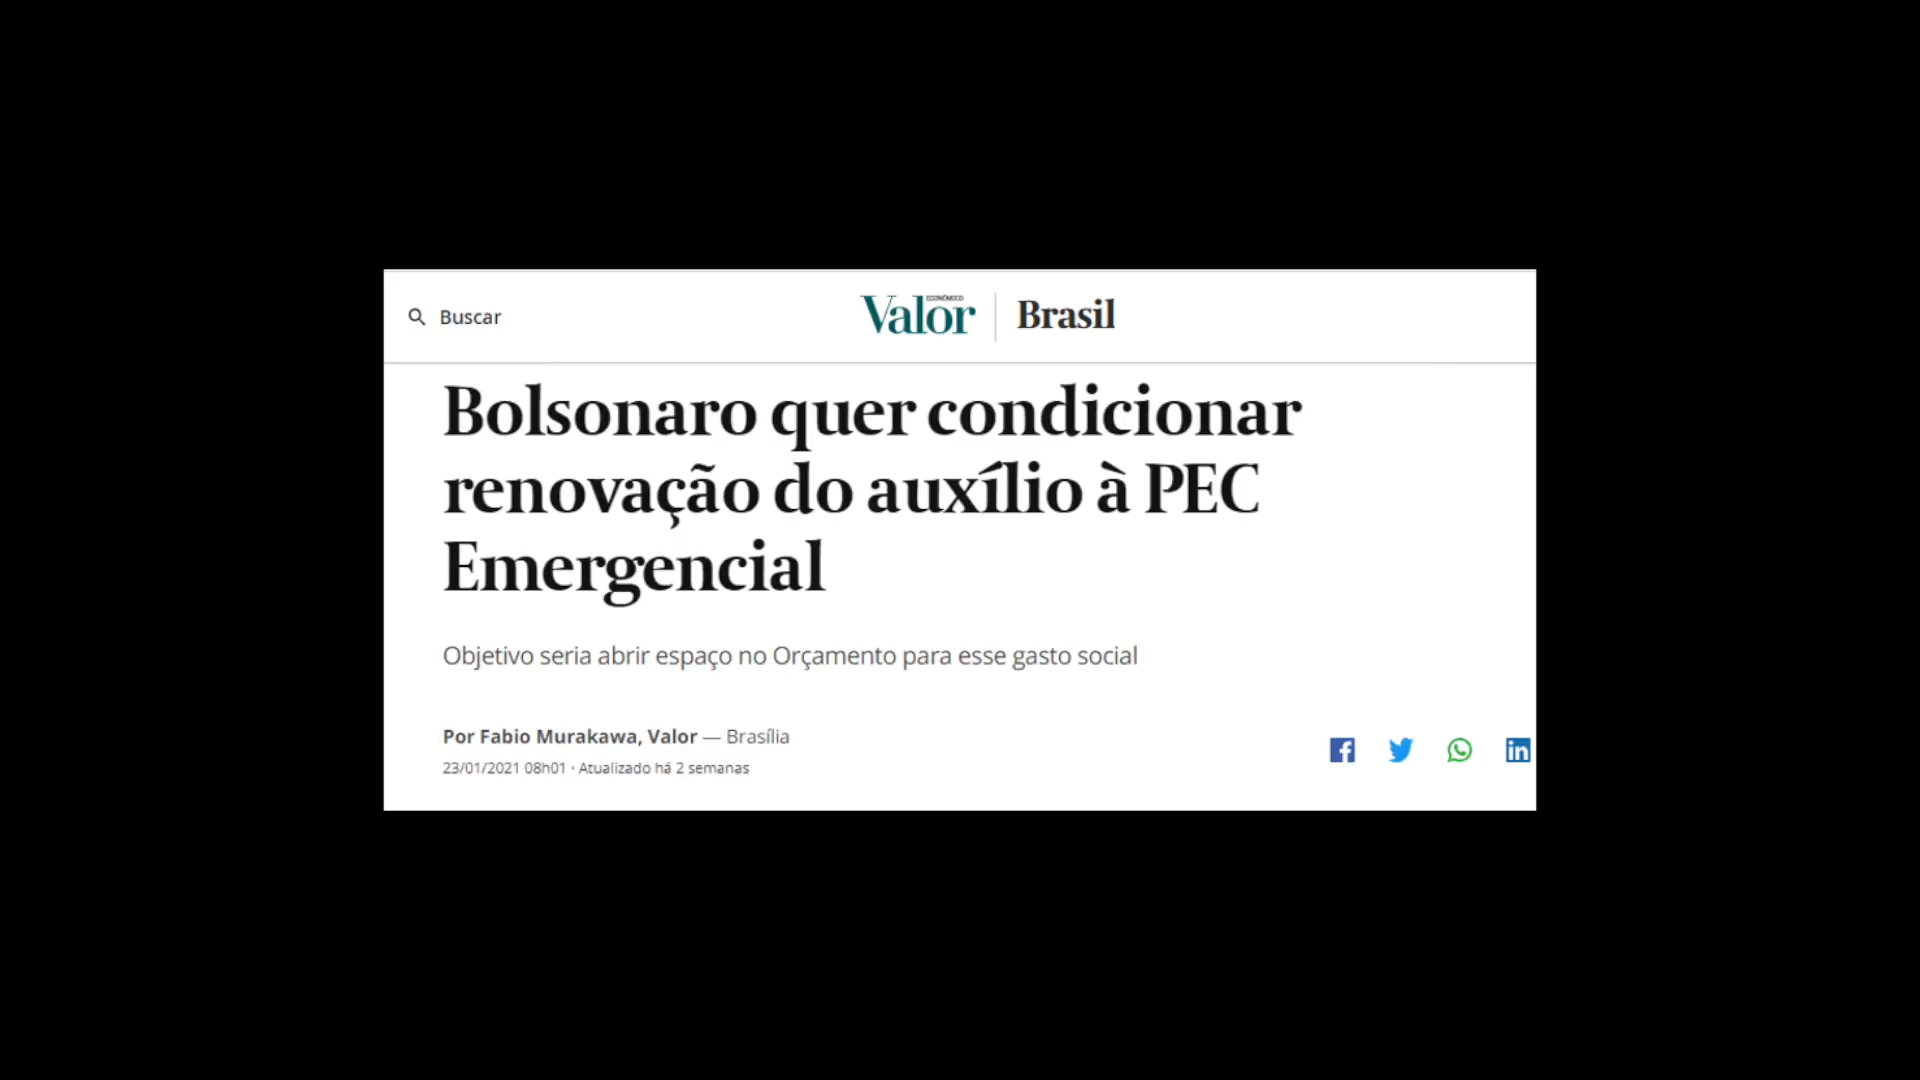 Buscar
Valor ECONÔMICO Brasil
Bolsonaro quer condicionar
renovação do auxílio à PEC
Emergencial
Objetivo seria abrir espaço no Orçamento para esse gasto social
Por Fabio Murakawa, Valor — Brasília
23/01/2021 08h01 · Atualizado há 2 semanas